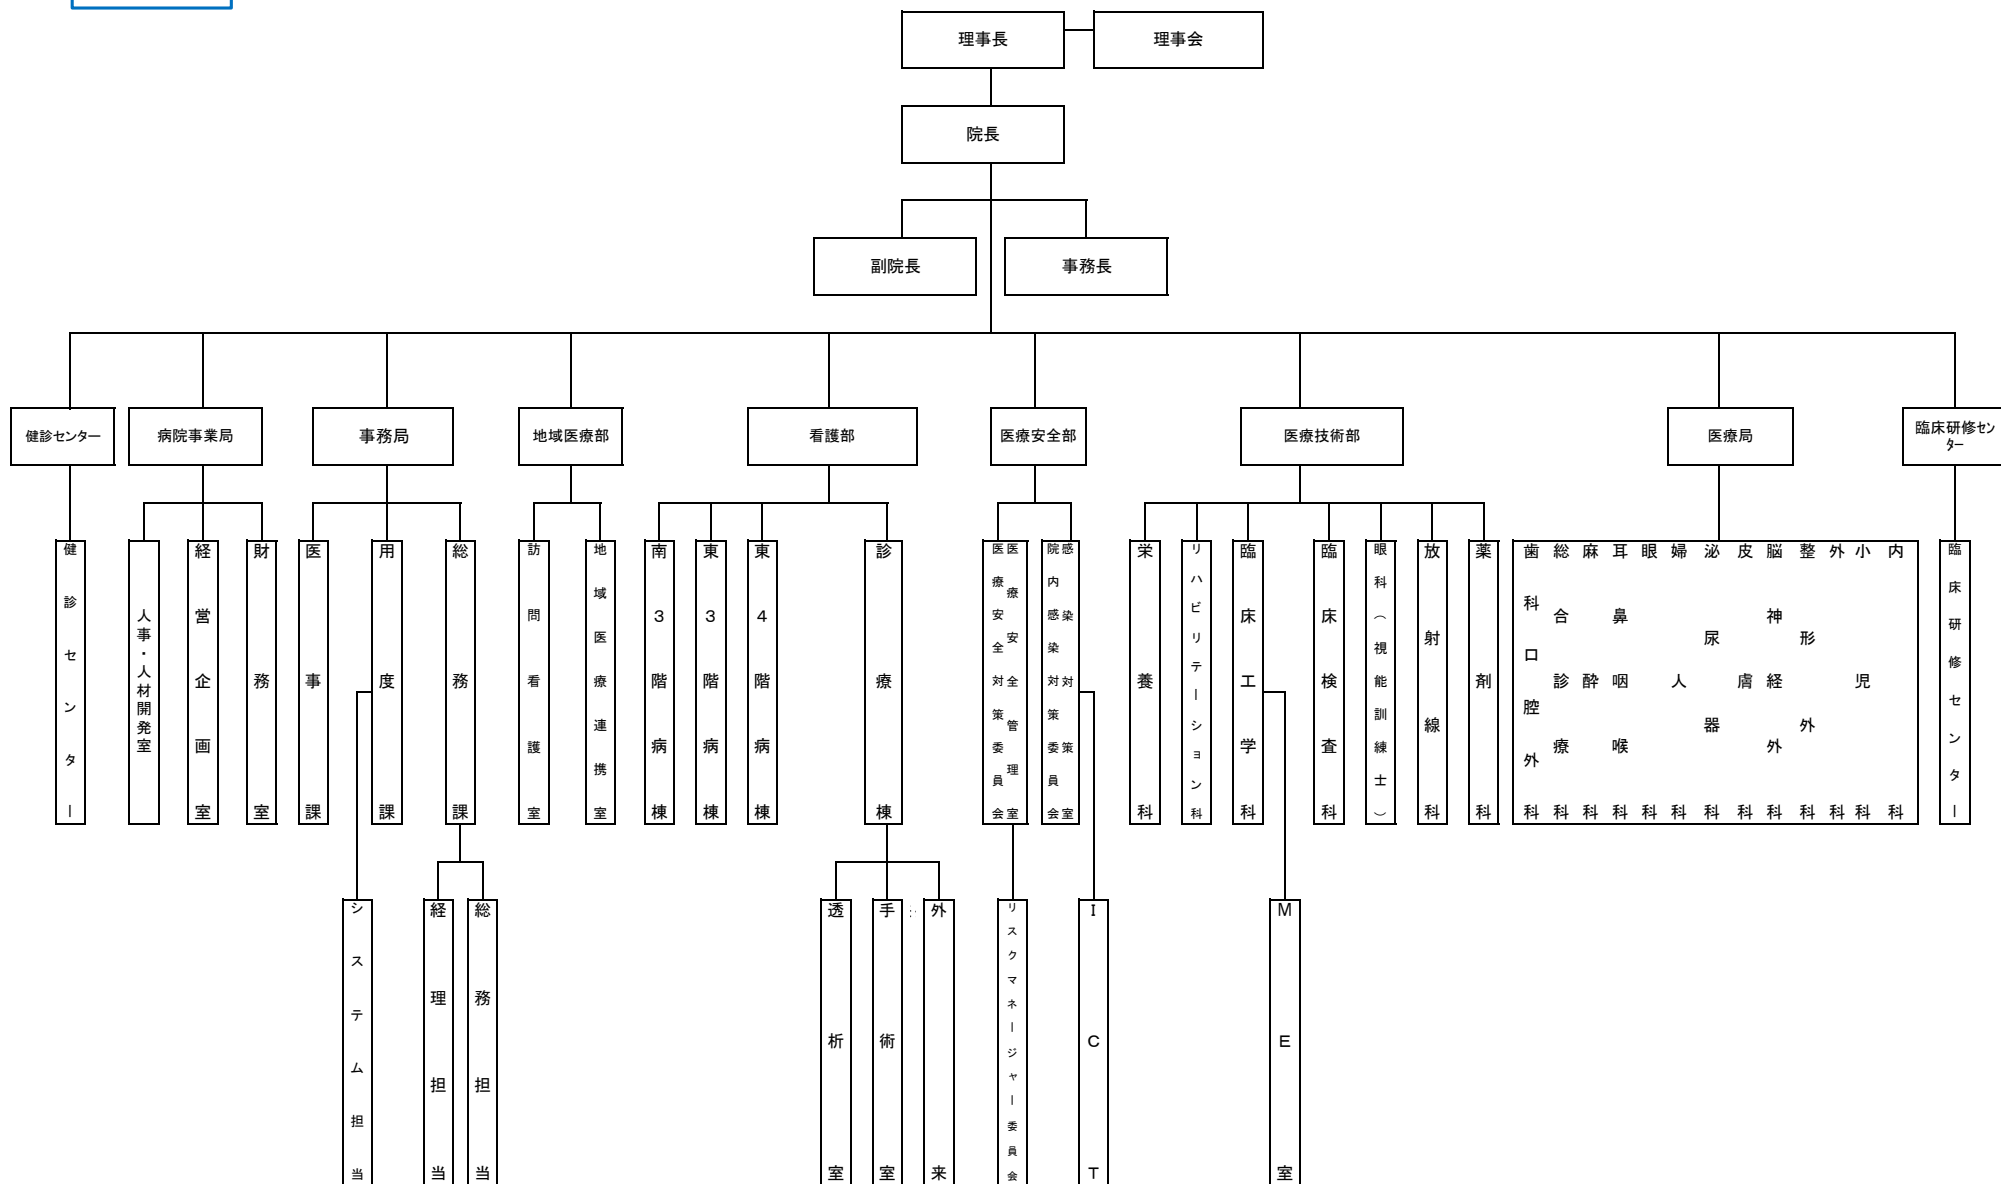 理事長
理事会
院長
副院長
事務長
健診センター
病院事業局
事務局
地域医療部
看護部
医療安全部
医療技術部
医療局
臨床研修セン
ター
健診センター
人事・人材開発室
経営企画室
財務室
医事課
用度課
総務課
訪問看護室
地域医療連携室
南3階病棟
東3階病棟
東4階病棟
診療棟
医療安全対策委員会
医療安全管理室
院内感染対策委員会
感染対策室
栄養科
リハビリテーション科
臨床工学科
臨床検査科
眼科（視能訓練士）
放射線科
薬剤科
歯科口腔外科
総合診療科
麻酔科
耳鼻咽喉科
眼科
婦人科
泌尿器科
皮膚科
脳神経外科
整形外科
外科
小児科
内科
臨床研修センター
システム担当
経理担当
総務担当
透析室
手術室
外来
リスクマネージャー委員会
ICT
ME室